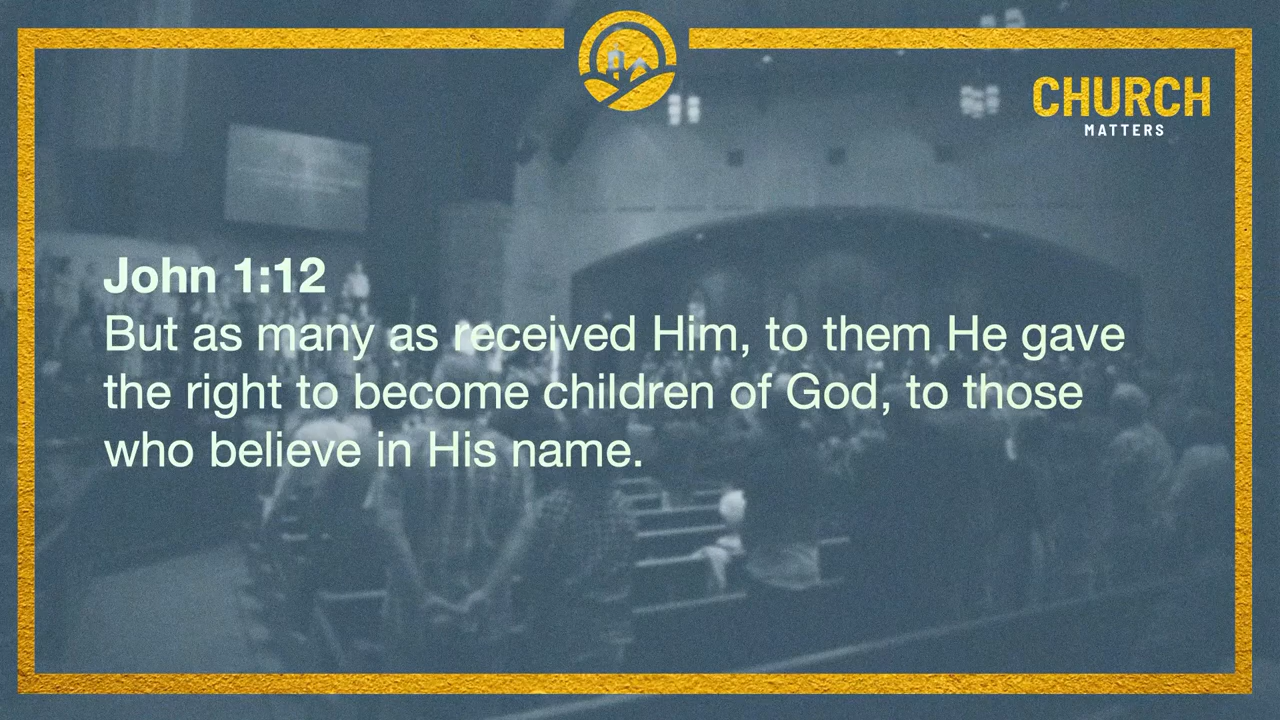 CHURCH
MATTERS
John 1:12
But as many as received Him, to them He gave
the right to become children of God, to those
who believe in His name.